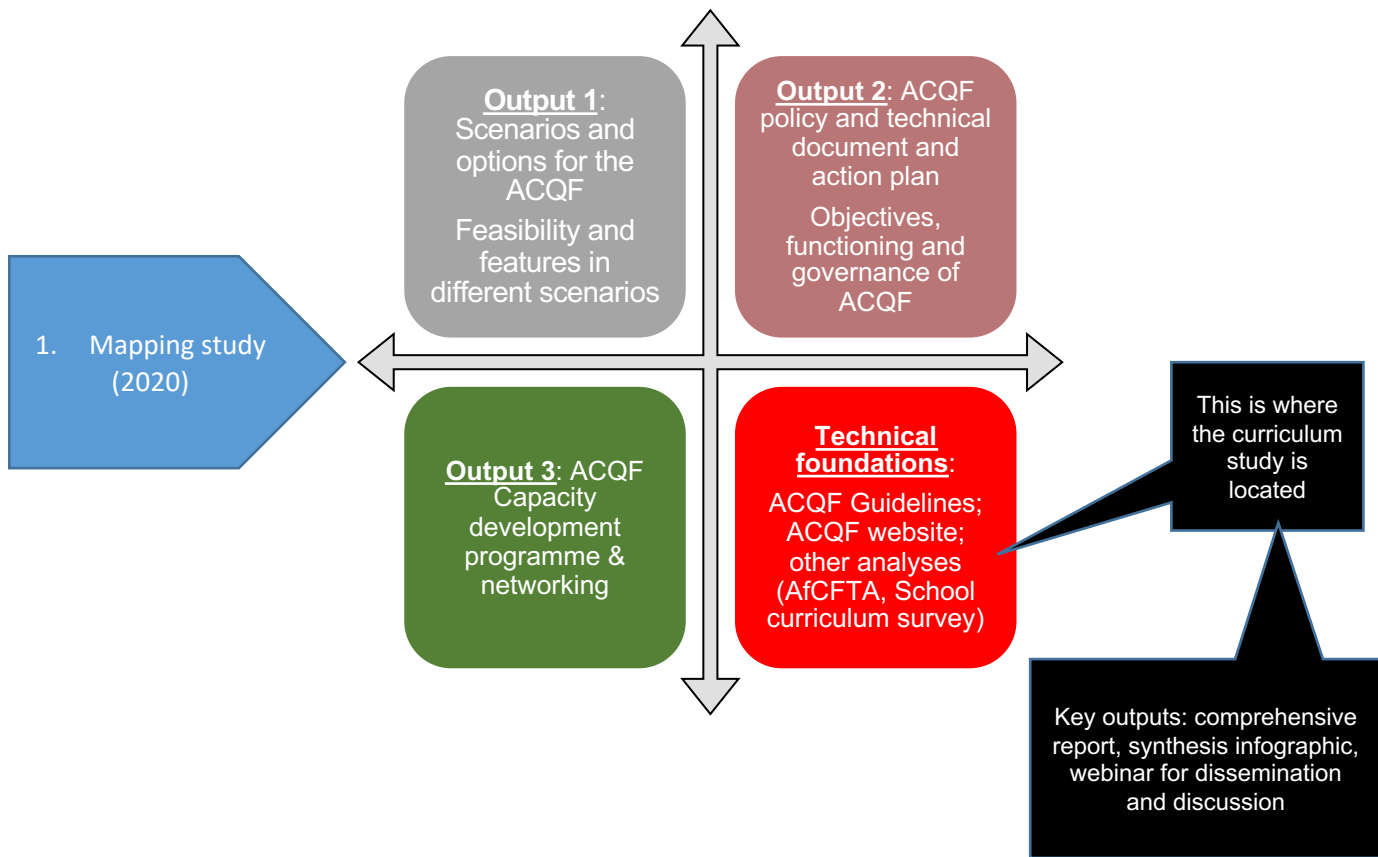 Output 1:
Scenarios and
options for the
ACQF
Feasibility and
features in
different scenarios
Output 2: ACQF
policy and technical
document and
action plan
Objectives,
functioning and
governance of
ACQF
1. Mapping study
(2020)
Output 3: ACQF
Capacity
development
programme &
networking
Technical
foundations:
ACQF Guidelines;
ACQF website;
other analyses
(AfCFTA, School
curriculum survey)
This is where
the curriculum
study is
located
Key outputs: comprehensive
report, synthesis infographic,
webinar for dissemination
and discussion